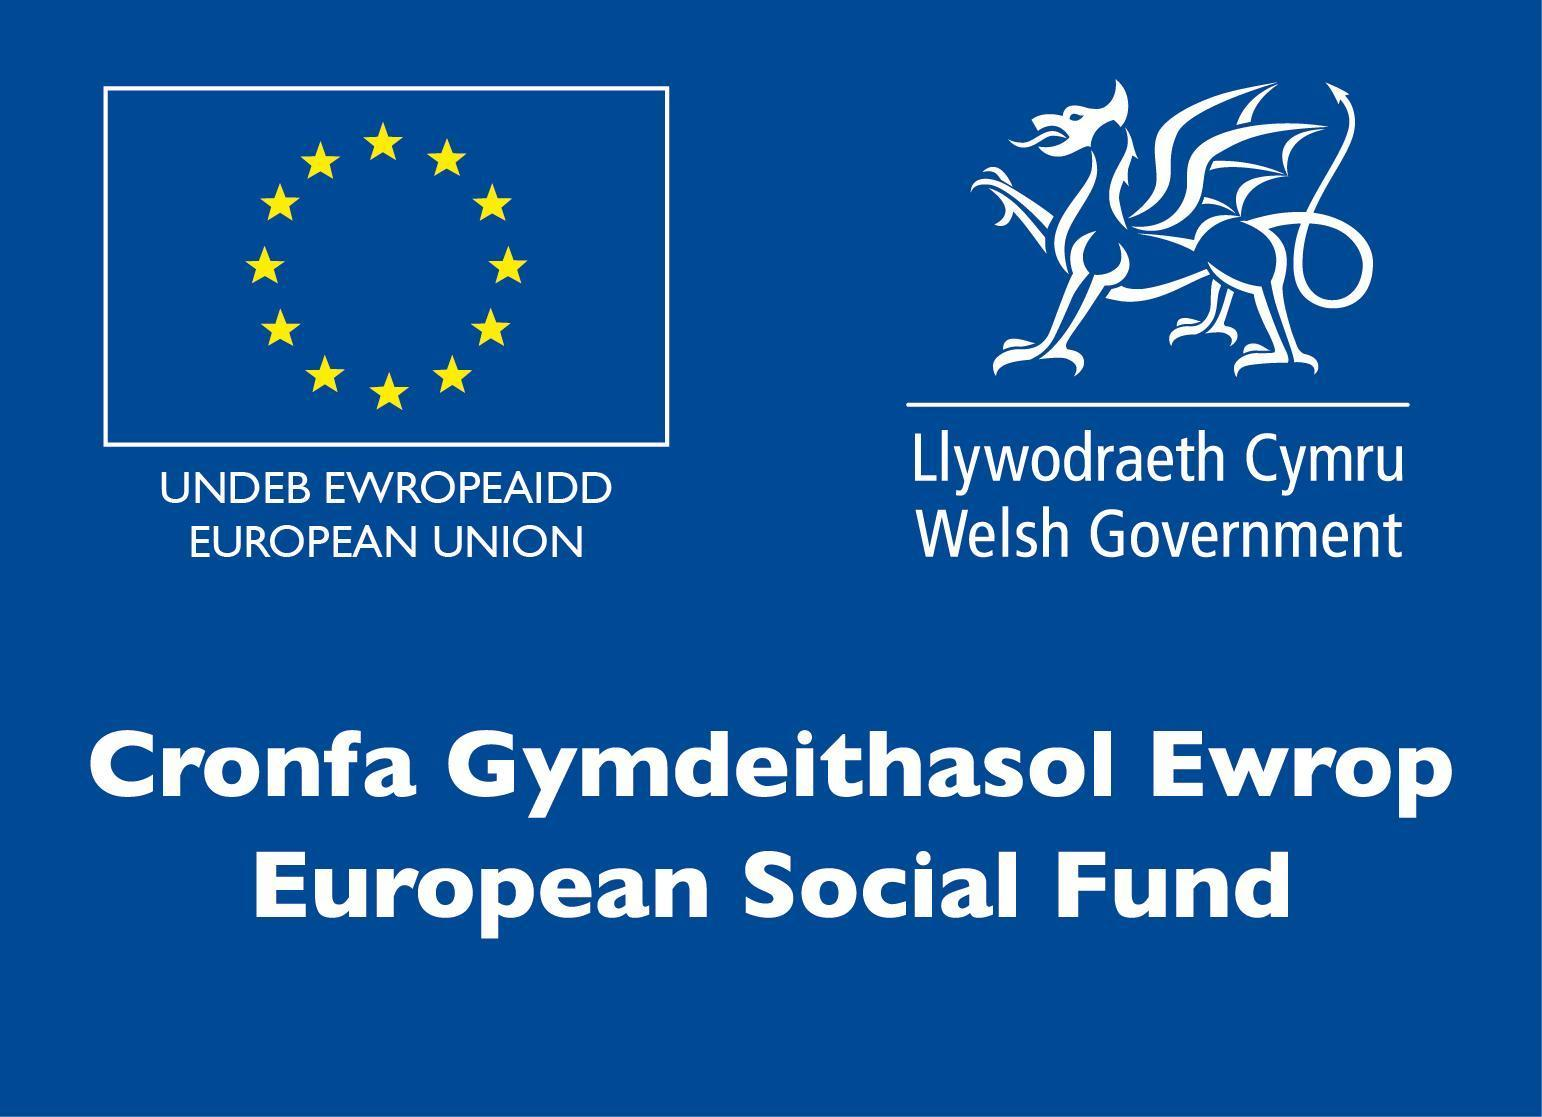 UNDEB EWROPEAIDD
EUROPEAN UNION
Llywodraeth Cymru
Welsh Government
Cronfa Gymdeithasol Ewrop
European Social Fund